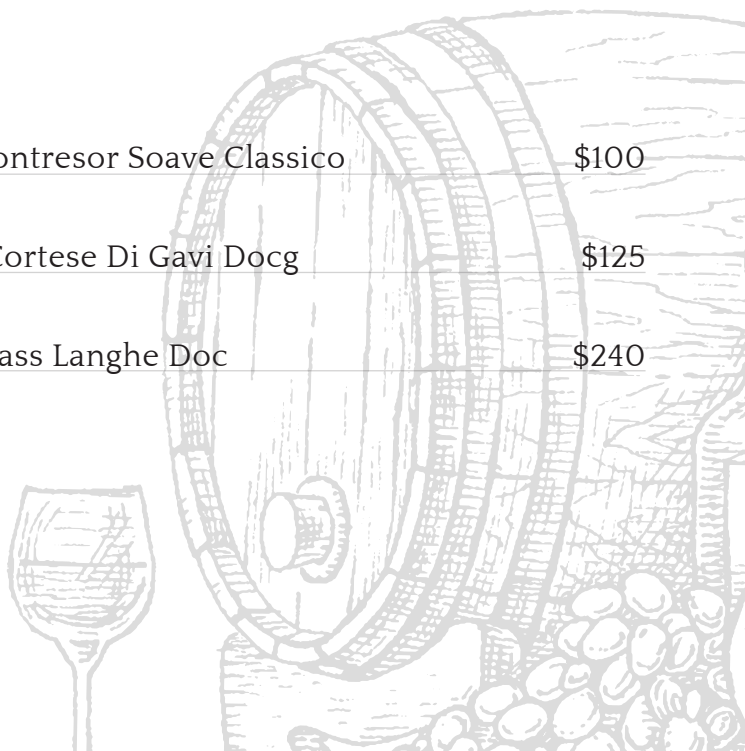 ontresor Soave Classico $100
Cortese Di Gavi Docg $125
ass Langhe Doc $240